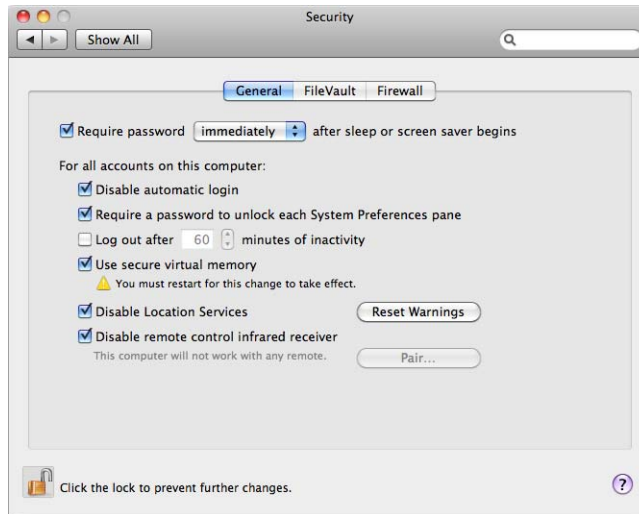 Security
Show All
General FileVault Firewall
Require password immediately after sleep or screen saver begins
For all accounts on this computer:
Disable automatic login
Require a password to unlock each System Preferences pane
Log out after 60 minutes of inactivity
Use secure virtual memory
You must restart for this change to take effect.
Disable Location Services Reset Warnings
Disable remote control infrared receiver
This computer will not work with any remote. Pair...
Click the lock to prevent further changes. ?